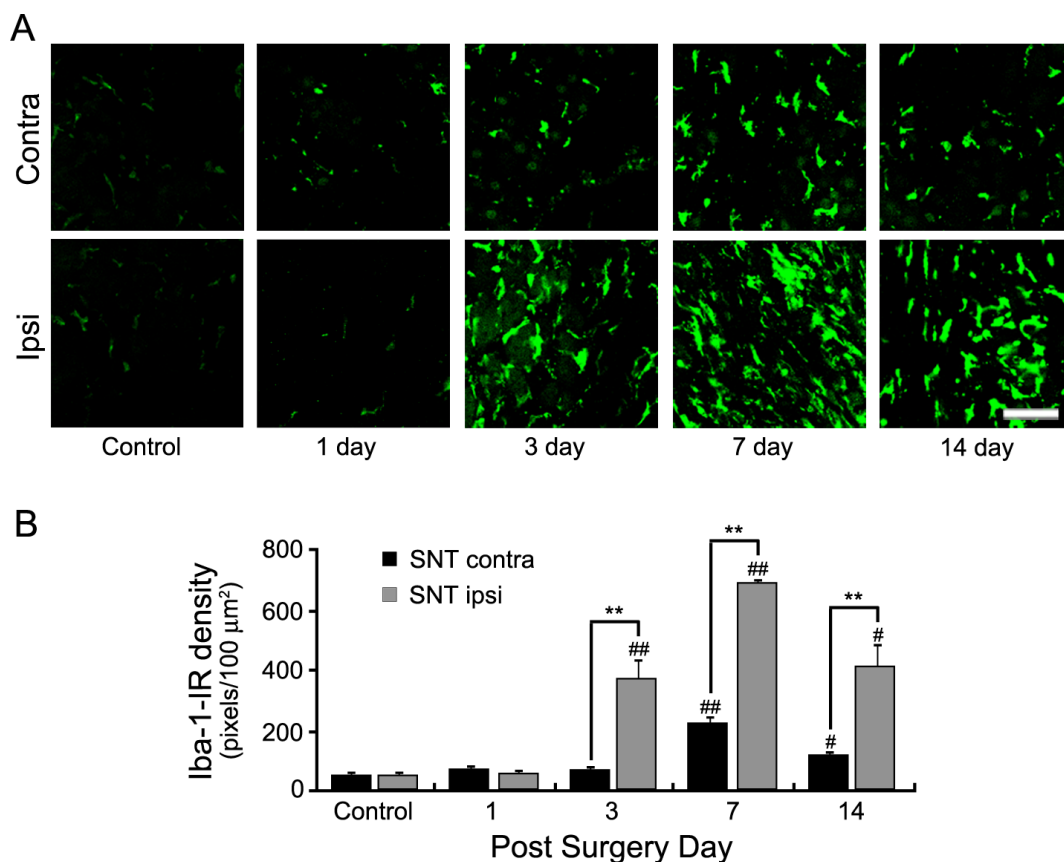 A
Contra
Ipsi
Control 1 day 3 day 7 day 14 day
B
SNT contra
SNT ipsi
Iba-1-IR density
(pixels/100 μm²)
800
600
400
200
0
** ** **
## ## ## # #
Control 1 3 7 14
Post Surgery Day